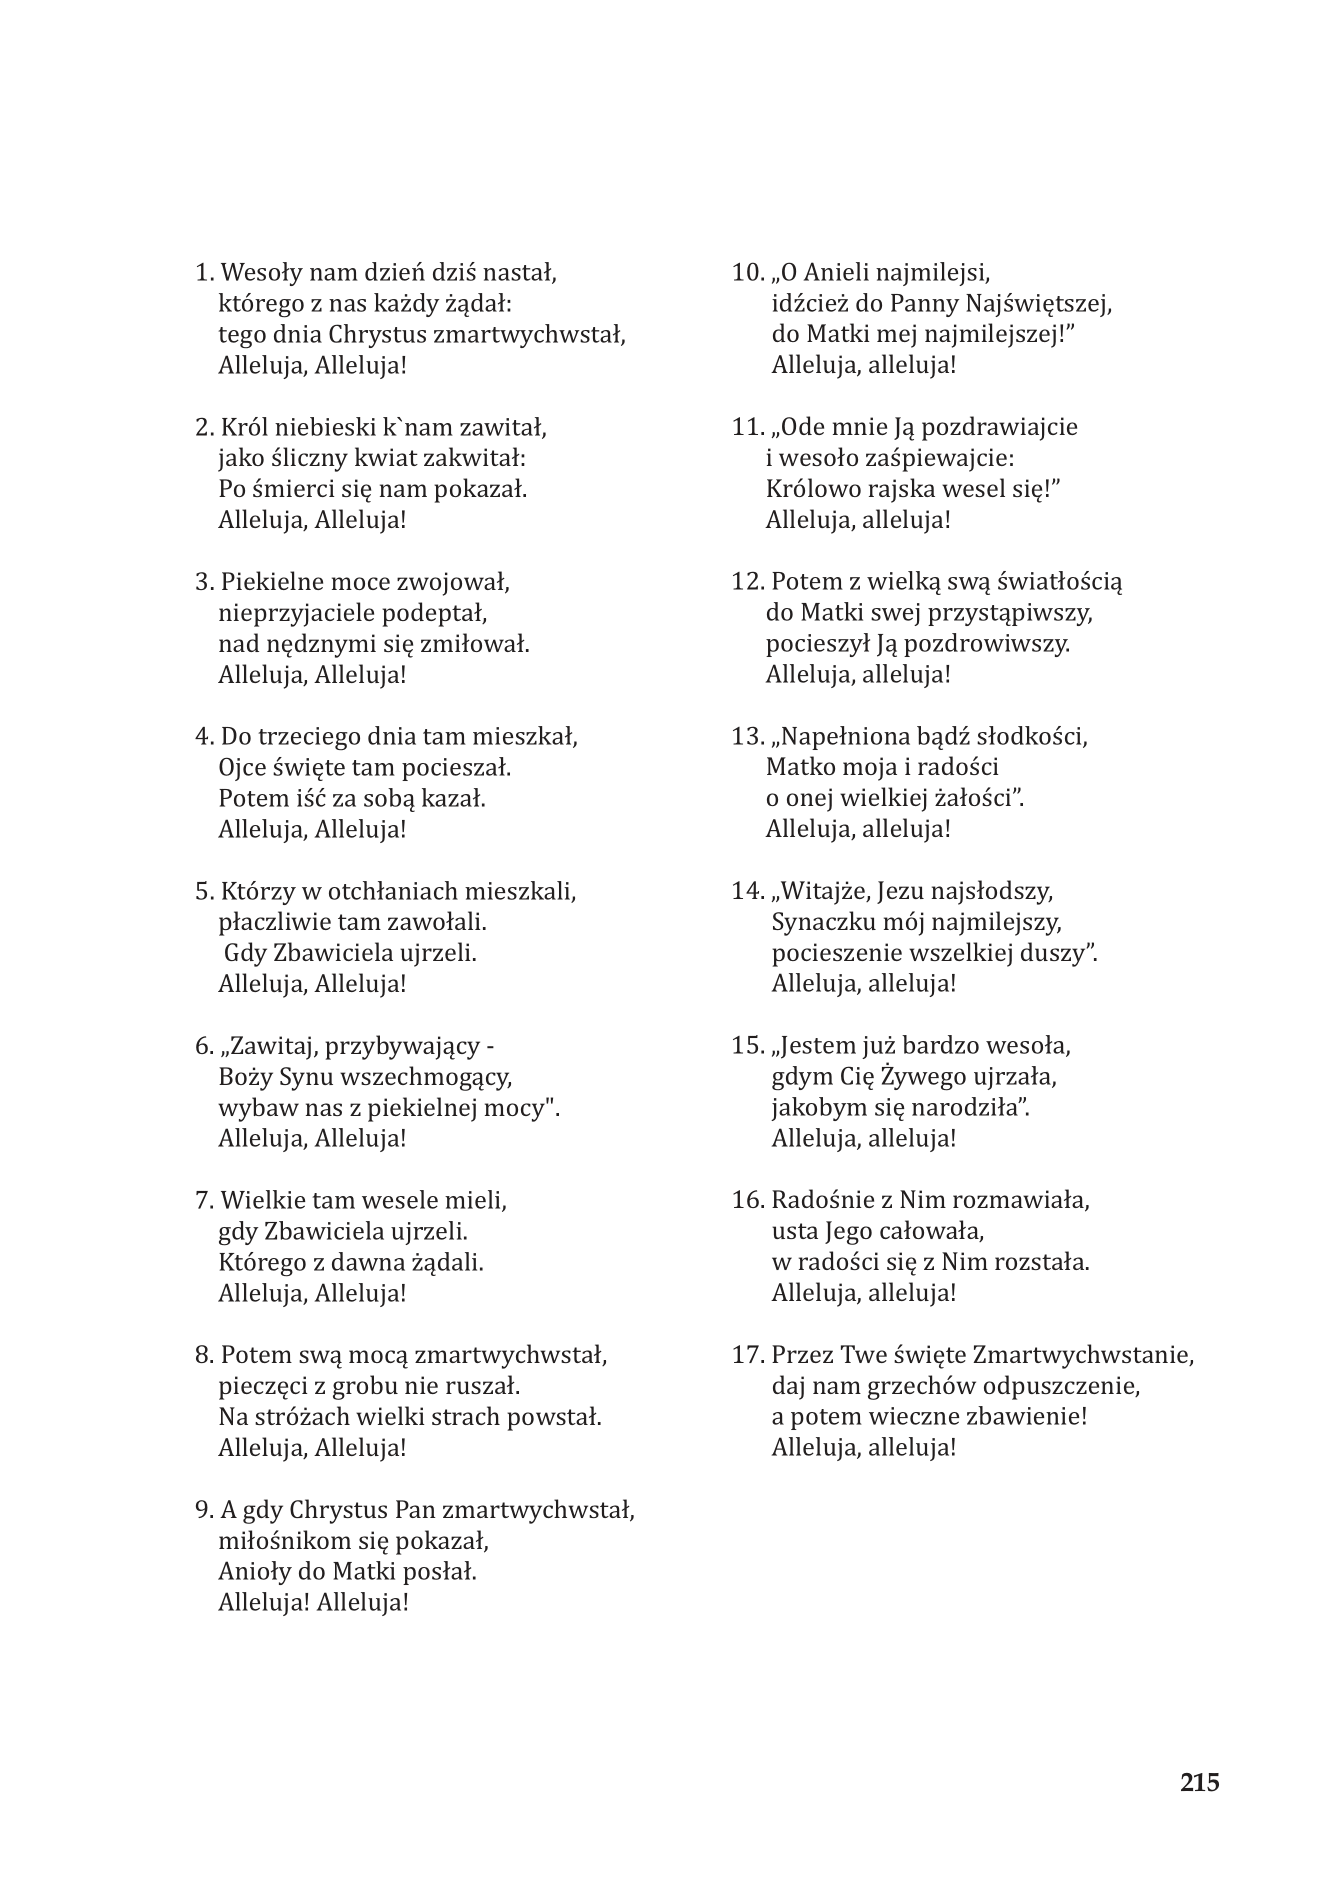 1. Wesoły nam dzień dziś nastał,
którego z nas każdy żądał:
tego dnia Chrystus zmartwychwstał,
Alleluja, Alleluja!
2. Król niebieski k`nam zawitał,
jako śliczny kwiat zakwitał:
Po śmierci się nam pokazał.
Alleluja, Alleluja!
3. Piekielne moce zwojował,
nieprzyjaciele podeptał,
nad nędznymi się zmiłował.
Alleluja, Alleluja!
4. Do trzeciego dnia tam mieszkał,
Ojce święte tam pocieszał.
Potem iść za sobą kazał.
Alleluja, Alleluja!
5. Którzy w otchłaniach mieszkali,
płaczliwie tam zawołali.
Gdy Zbawiciela ujrzeli.
Alleluja, Alleluja!
6. „Zawitaj, przybywający -
Boży Synu wszechmogący,
wybaw nas z piekielnej mocy".
Alleluja, Alleluja!
7. Wielkie tam wesele mieli,
gdy Zbawiciela ujrzeli.
Którego z dawna żądali.
Alleluja, Alleluja!
8. Potem swą mocą zmartwychwstał,
pieczęci z grobu nie ruszał.
Na stróżach wielki strach powstał.
Alleluja, Alleluja!
9. A gdy Chrystus Pan zmartwychwstał,
miłośnikom się pokazał,
Anioły do Matki posłał.
Alleluja! Alleluja!
10. „O Anieli najmilejsi,
idźcież do Panny Najświętszej,
do Matki mej najmilejszej!”
Alleluja, alleluja!
11. „Ode mnie Ją pozdrawiajcie
i wesoło zaśpiewajcie:
Królowo rajska wesel się!”
Alleluja, alleluja!
12. Potem z wielką swą światłością
do Matki swej przystąpiwszy,
pocieszył Ją pozdrowiwszy.
Alleluja, alleluja!
13. „Napełniona bądź słodkości,
Matko moja i radości
o onej wielkiej żałości”.
Alleluja, alleluja!
14. „Witajże, Jezu najsłodszy,
Synaczku mój najmilejszy,
pocieszenie wszelkiej duszy”.
Alleluja, alleluja!
15. „Jestem już bardzo wesoła,
gdym Cię Żywego ujrzała,
jakobym się narodziła”.
Alleluja, alleluja!
16. Radośnie z Nim rozmawiała,
usta Jego całowała,
w radości się z Nim rozstała.
Alleluja, alleluja!
17. Przez Twe święte Zmartwychwstanie,
daj nam grzechów odpuszczenie,
a potem wieczne zbawienie!
Alleluja, alleluja!
215